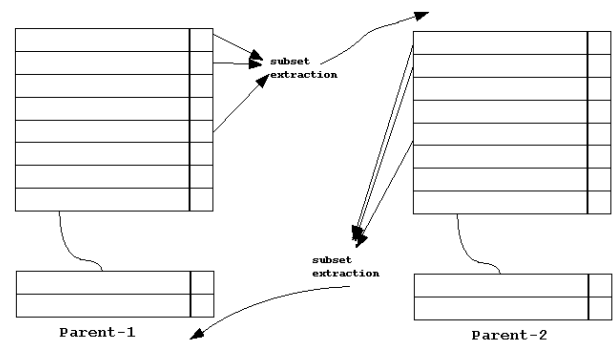 subset
extraction
subset
extraction
Parent-1
Parent-2